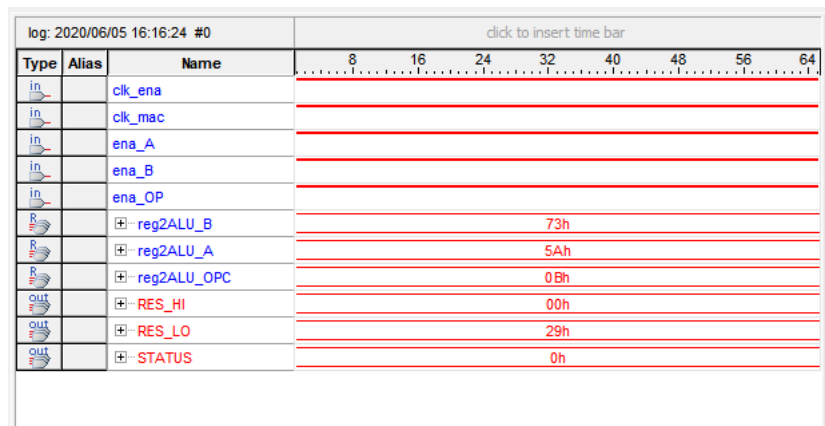 log: 2020/06/05 16:16:24 #0 click to insert time bar
Type Alias Name 8 16 24 32 40 48 56 64
in clk_ena
in clk_mac
in ena_A
in ena_B
in ena_OP
R reg2ALU_B 73h
R reg2ALU_A 5Ah
R reg2ALU_OPC 0Bh
out RES_HI 00h
out RES_LO 29h
out STATUS 0h